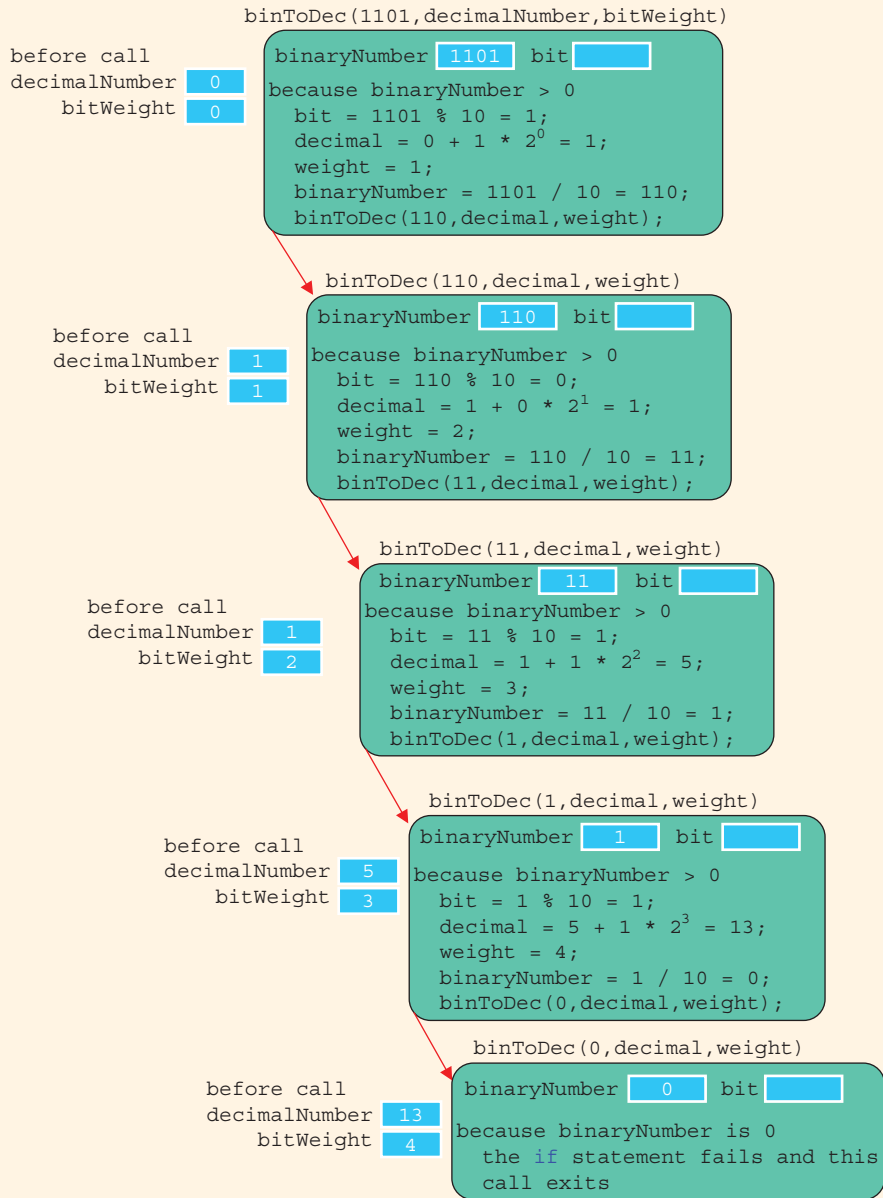 binToDec(1101,decimalNumber,bitWeight)
before call
decimalNumber 0
bitWeight 0
binaryNumber 1101 bit
because binaryNumber > 0
bit = 1101 % 10 = 1;
decimal = 0 + 1 * 2^0 = 1;
weight = 1;
binaryNumber = 1101 / 10 = 110;
binToDec(110,decimal,weight);
binToDec(110,decimal,weight)
before call
decimalNumber 1
bitWeight 1
binaryNumber 110 bit
because binaryNumber > 0
bit = 110 % 10 = 0;
decimal = 1 + 0 * 2^1 = 1;
weight = 2;
binaryNumber = 110 / 10 = 11;
binToDec(11,decimal,weight);
binToDec(11,decimal,weight)
before call
decimalNumber 1
bitWeight 2
binaryNumber 11 bit
because binaryNumber > 0
bit = 11 % 10 = 1;
decimal = 1 + 1 * 2^2 = 5;
weight = 3;
binaryNumber = 11 / 10 = 1;
binToDec(1,decimal,weight);
binToDec(1,decimal,weight)
before call
decimalNumber 5
bitWeight 3
binaryNumber 1 bit
because binaryNumber > 0
bit = 1 % 10 = 1;
decimal = 5 + 1 * 2^3 = 13;
weight = 4;
binaryNumber = 1 / 10 = 0;
binToDec(0,decimal,weight);
binToDec(0,decimal,weight)
before call
decimalNumber 13
bitWeight 4
binaryNumber 0 bit
because binaryNumber is 0
the if statement fails and this
call exits